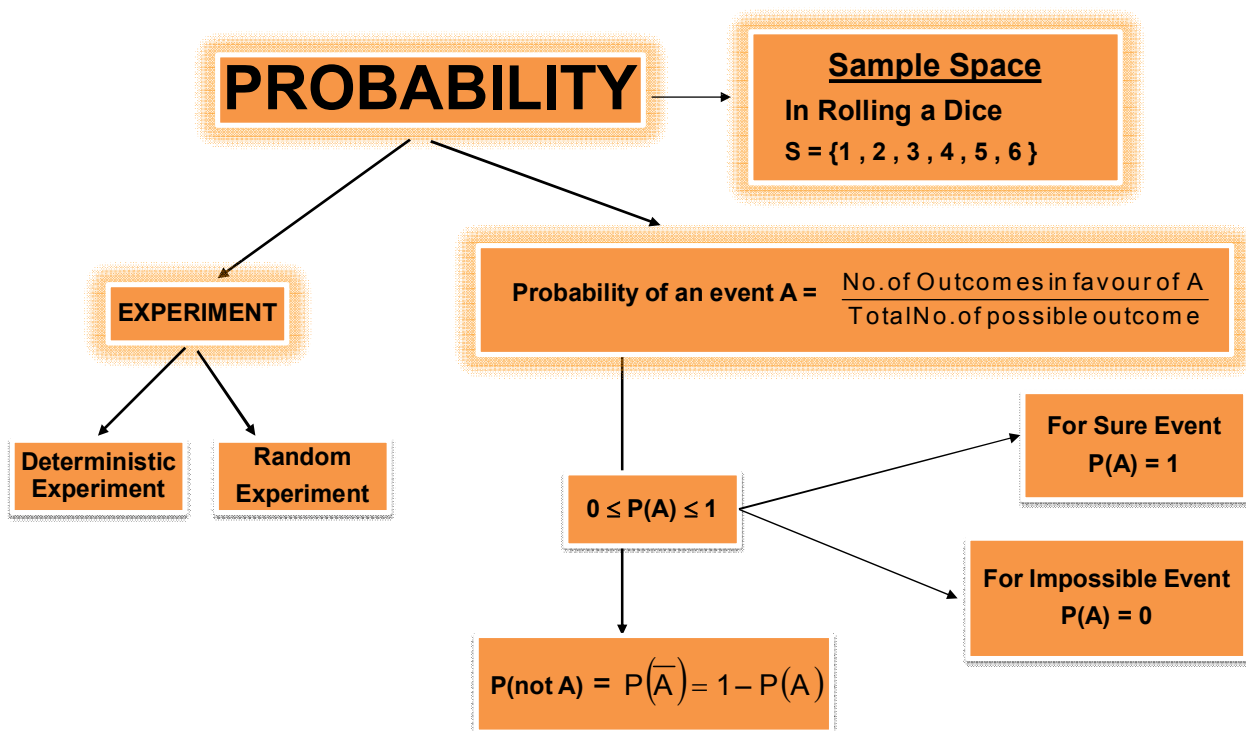 PROBABILITY
Sample Space
In Rolling a Dice
S = {1 , 2 , 3 , 4 , 5 , 6 }
EXPERIMENT
Probability of an event A = No.of Outcomes in favour of A
Total No.of possible outcome
Deterministic
Experiment
Random
Experiment
0 ≤ P(A) ≤ 1
For Sure Event
P(A) = 1
For Impossible Event
P(A) = 0
P(not A) = P(A̅) = 1 – P(A)